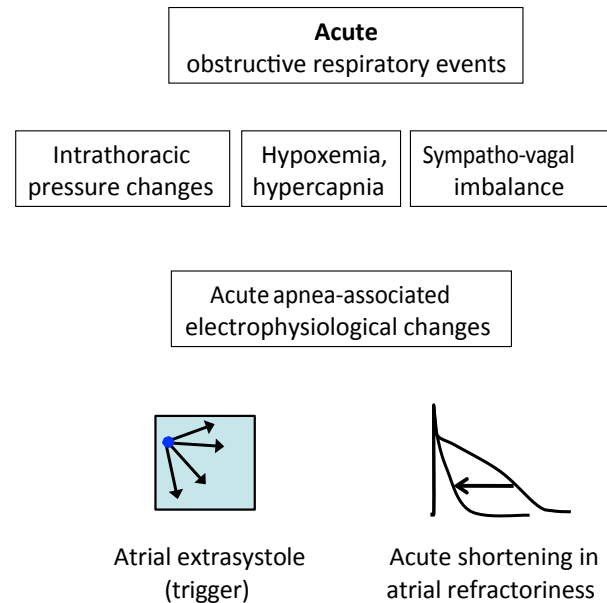 Acute
obstructive respiratory events
Intrathoracic
pressure changes
Hypoxemia,
hypercapnia
Sympatho-vagal
imbalance
Acute apnea-associated
electrophysiological changes
Atrial extrasystole
(trigger)
Acute shortening in
atrial refractoriness